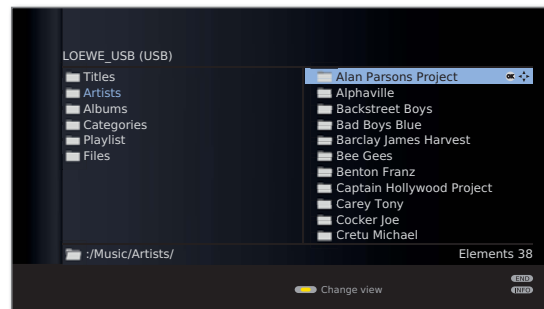 LOEWE_USB (USB)
Titles
Artists
Albums
Categories
Playlist
Files
Alan Parsons Project OK
Alphaville
Backstreet Boys
Bad Boys Blue
Barclay James Harvest
Bee Gees
Benton Franz
Captain Hollywood Project
Carey Tony
Cocker Joe
Cretu Michael
:/Music/Artists/
Elements 38
END
Change view
INFO